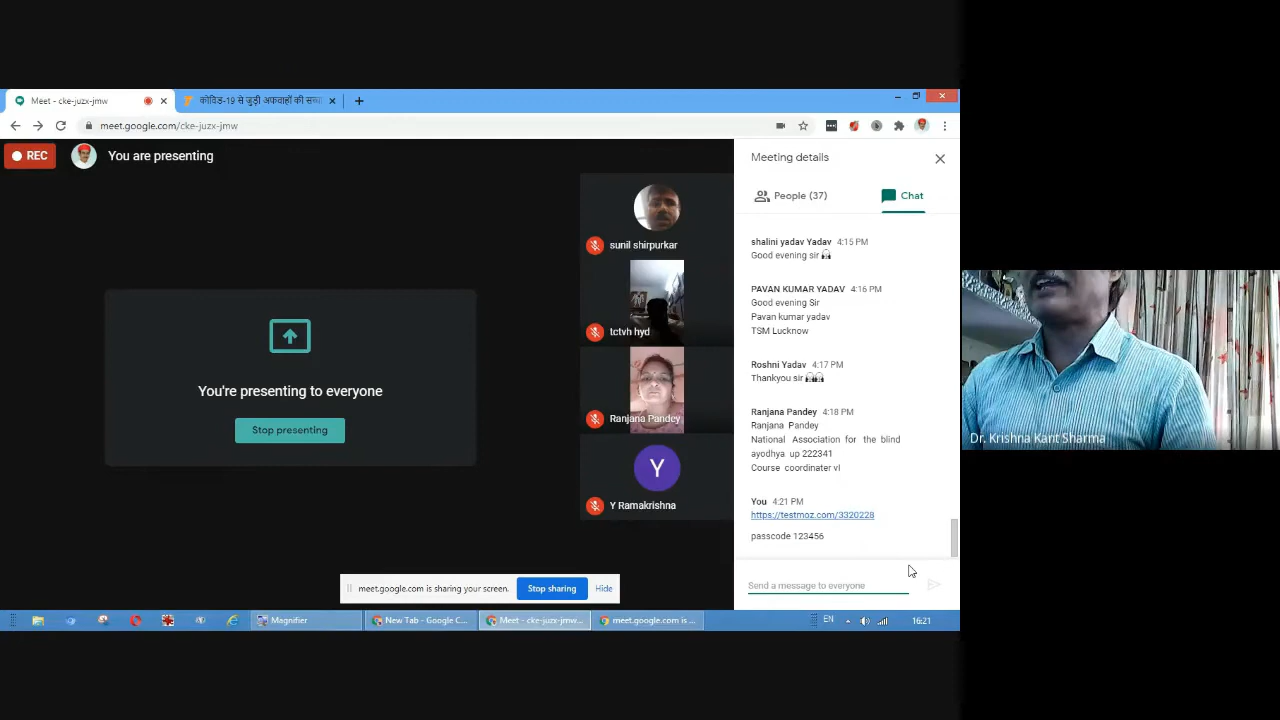 Meet - cke-juzx-jmw
कोविड-19 से जुड़ी अफवाहों की सच्चा
meet.google.com/cke-juzx-jmw
REC
You are presenting
You're presenting to everyone
Stop presenting
sunil shirpurkar
tctvh hyd
Ranjana Pandey
Y
Y Ramakrishna
Meeting details
People (37)
Chat
shalini yadav Yadav 4:15 PM
Good evening sir
PAVAN KUMAR YADAV 4:16 PM
Good evening Sir
Pavan kumar yadav
TSM Lucknow
Roshni Yadav 4:17 PM
Thankyou sir
Ranjana Pandey 4:18 PM
Ranjana Pandey
National Association for the blind
ayodhya up 222341
Course coordinater vI
You 4:21 PM
https://testmoz.com/3320228
passcode 123456
Send a message to everyone
meet.google.com is sharing your screen.
Stop sharing
Hide
Magnifier
New Tab - Google C...
Meet - cke-juzx-jmw...
meet.google.com is ...
EN
16:21
Dr. Krishna Kant Sharma